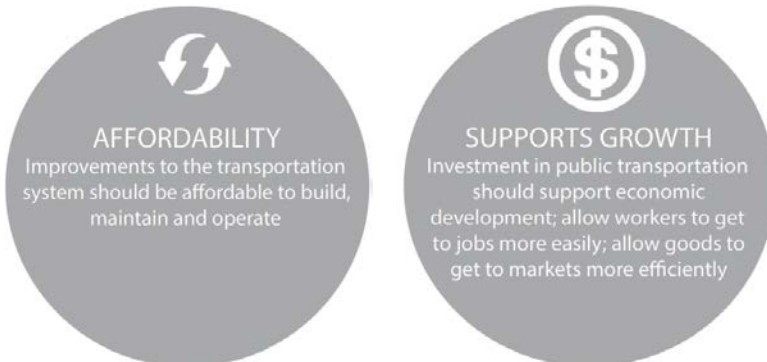 AFFORDABILITY
Improvements to the transportation
system should be affordable to build,
maintain and operate
$
SUPPORTS GROWTH
Investment in public transportation
should support economic
development; allow workers to get
to jobs more easily; allow goods to
get to markets more efficiently